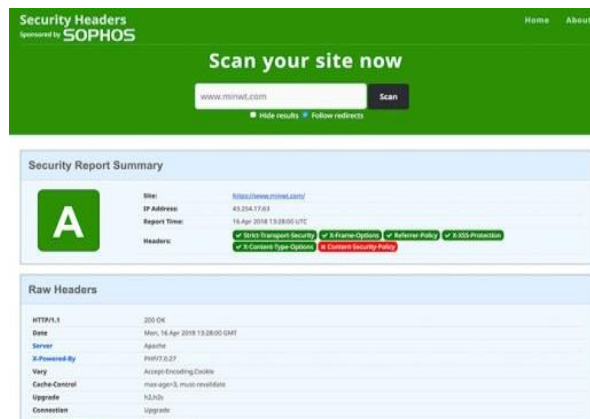 Security Headers
Home About
Sponsored by SOPHOS
Scan your site now
www.minwt.com Scan
Hide results Follow redirects
Security Report Summary
A
Site: https://www.minwt.com/
IP Address: 43.254.17.63
Report Time: 16 Apr 2018 13:28:00 UTC
Headers: Strict-Transport-Security X-Frame-Options Referrer-Policy X-XSS-Protection
X-Content-Type-Options Content-Security-Policy
Raw Headers
HTTP/1.1 200 OK
Date Mon, 16 Apr 2018 13:28:00 GMT
Server Apache
X-Powered-By PHP/7.0.27
Vary Accept-Encoding,Cookie
Cache-Control max-age=3, must-revalidate
Upgrade h2,h2c
Connection Upgrade